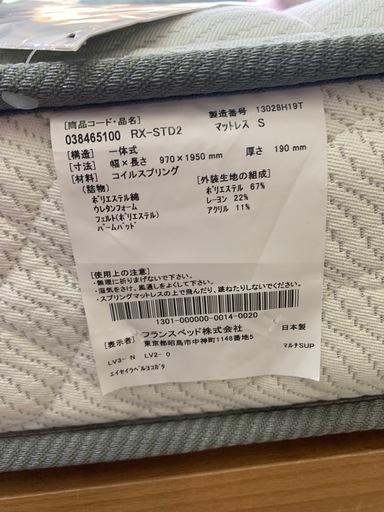 [商品コード・品名] 製造番号 13028H19T
038465100 RX-STD2 マットレス S
[構造] 一体式
[寸法] 幅×長さ 970×1950mm 厚さ 190mm
[材料] コイルスプリング
(詰物) [外装生地の組成]
ポリエステル綿 ポリエステル 67%
ウレタンフォーム レーヨン 22%
フェルト(ポリエステル) アクリル 11%
パームパッド
[使用上の注意]
・無理に折りまげないで下さい。
・湿気をさけ、風通しをよくして下さい。
・スプリングマットレスの上で飛んだり、跳ねたりしないでください。
1301-000000-0014-0020
[表示者] フランスベッド株式会社 日本製
東京都昭島市中神町1148番地5
LV3- N LV2- 0 マルチSUP
エイセイラベルヨコガタ